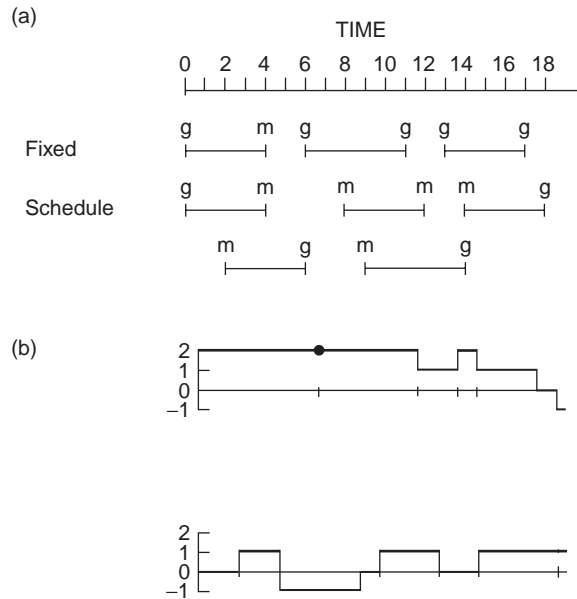 (a)
TIME
0 2 4 6 8 10 12 14 16 18
g m g g g g
Fixed
g m m m m g
Schedule
m g m g
(b)
2
1
0
−1
2
1
0
−1